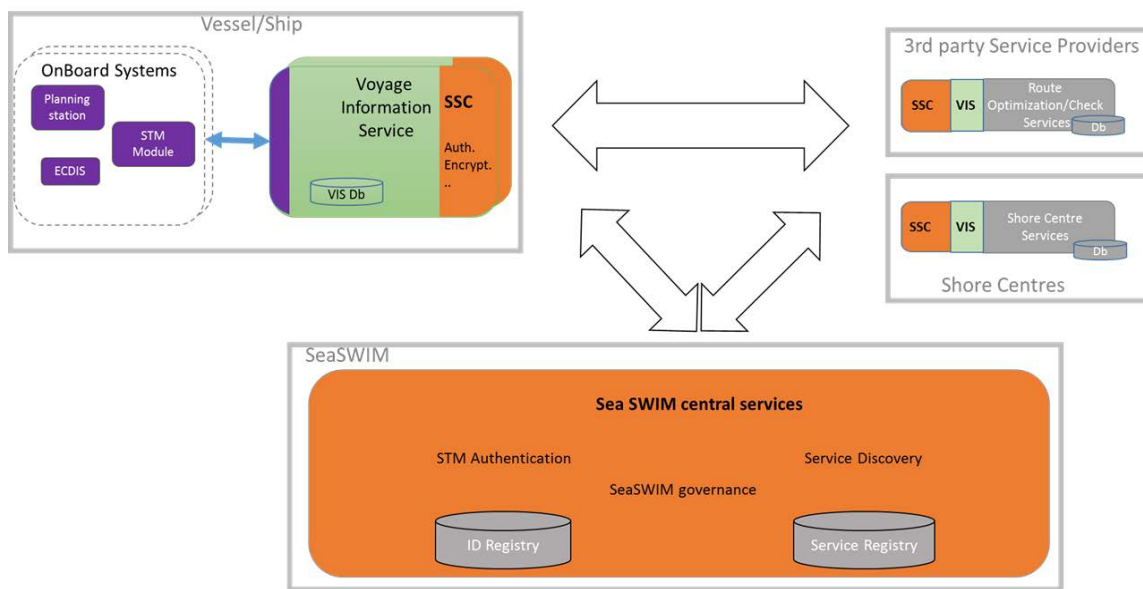 Vessel/Ship
OnBoard Systems
Planning
station
STM
Module
ECDIS
Voyage
Information
Service
VIS Db
SSC
Auth.
Encrypt.
..
3rd party Service Providers
SSC
VIS
Route
Optimization/Check
Services
Db
SSC
VIS
Shore Centre
Services
Db
Shore Centres
SeaSWIM
Sea SWIM central services
STM Authentication
Service Discovery
SeaSWIM governance
ID Registry
Service Registry